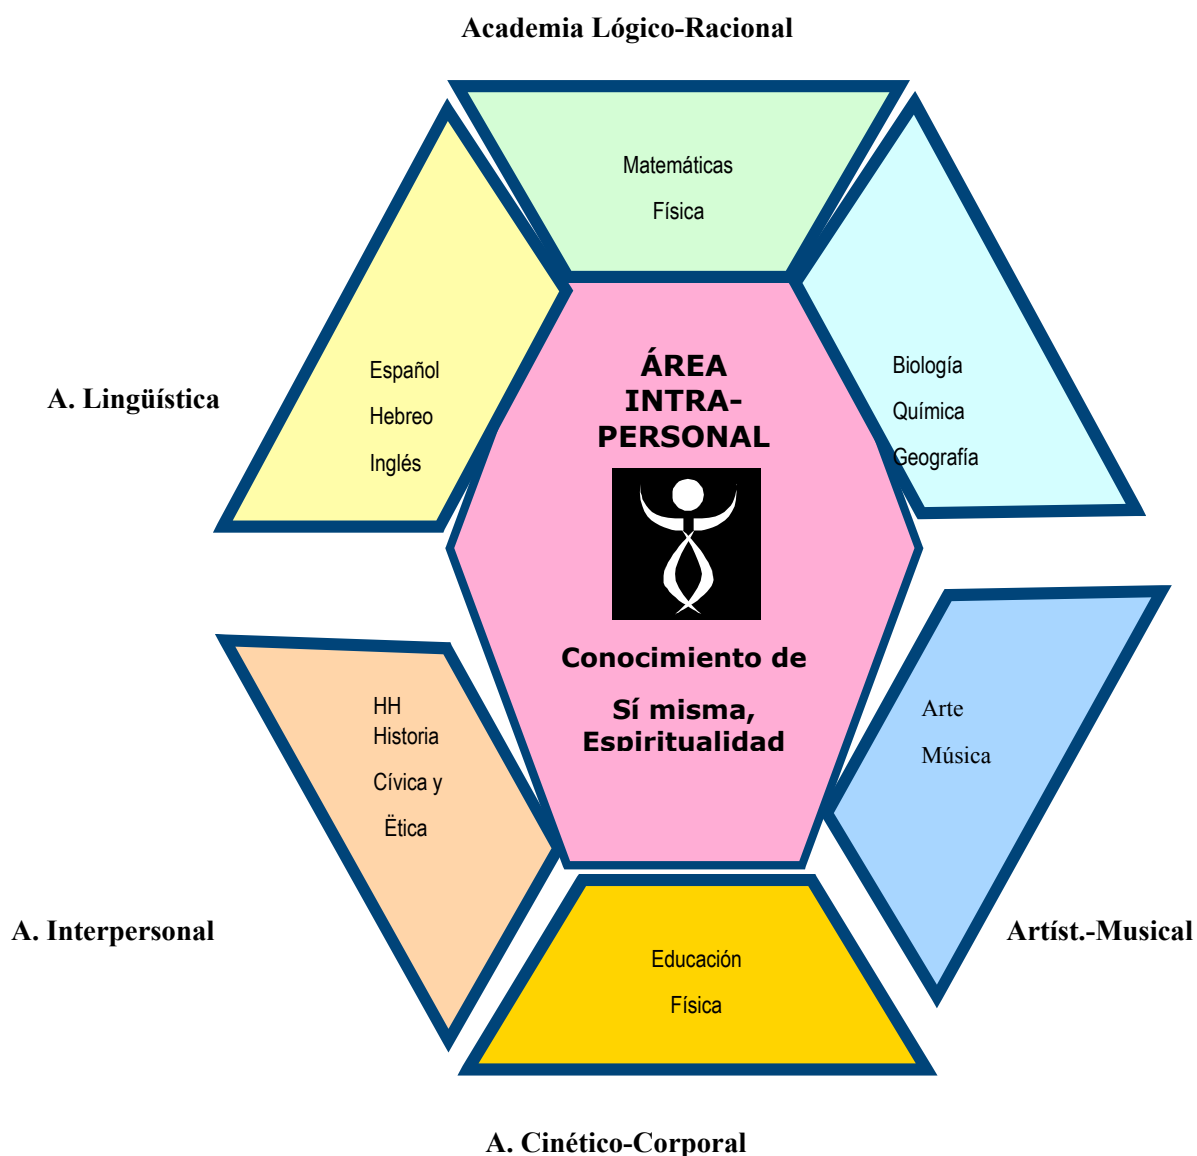 Academia Lógico-Racional
Matemáticas
Física
A. Lingüística
Español
Hebreo
Inglés
ÁREA
INTRA-
PERSONAL
Biología
Química
Geografía
Conocimiento de
Sí misma,
Espiritualidad
HH
Historia
Cívica y
Ëtica
Arte
Música
A. Interpersonal
Artíst.-Musical
Educación
Física
A. Cinético-Corporal